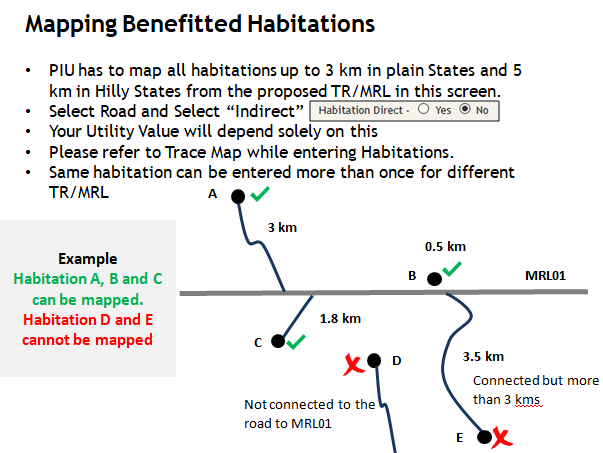 Mapping Benefitted Habitations
• PIU has to map all habitations up to 3 km in plain States and 5
km in Hilly States from the proposed TR/MRL in this screen.
• Select Road and Select “Indirect” Habitation Direct - Yes No
• Your Utility Value will depend solely on this
• Please refer to Trace Map while entering Habitations.
• Same habitation can be entered more than once for different
TR/MRL
A
3 km
0.5 km
B
MRL01
Example
Habitation A, B and C
can be mapped.
Habitation D and E
cannot be mapped
1.8 km
C
D
3.5 km
Connected but more
than 3 kms
Not connected to the
road to MRL01
E